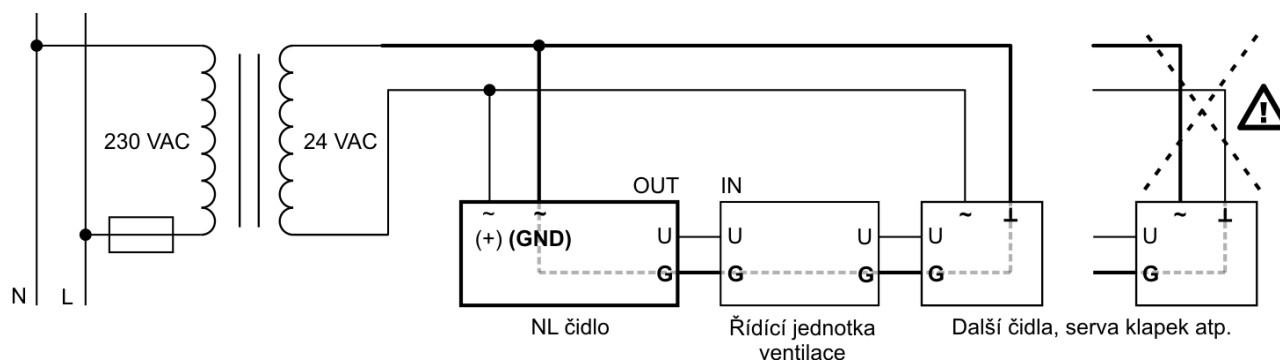 230 VAC
24 VAC
!
OUT
IN
~
~
~
⊥
~
⊥
(+) (GND)
U
U
U
U
U
G
G
G
G
G
N
L
NL čidlo
Řídící jednotka
ventilace
Další čidla, serva klapek atp.